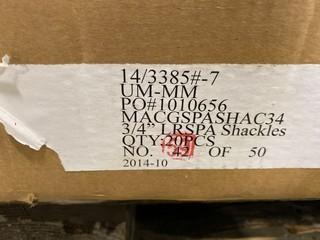 14/3385#-7
UM-MM
PO#1010656
MACGSPASHAC34
3/4" LRSPA Shackles
QTY:20PCS
NO. 42 OF 50
2014-10